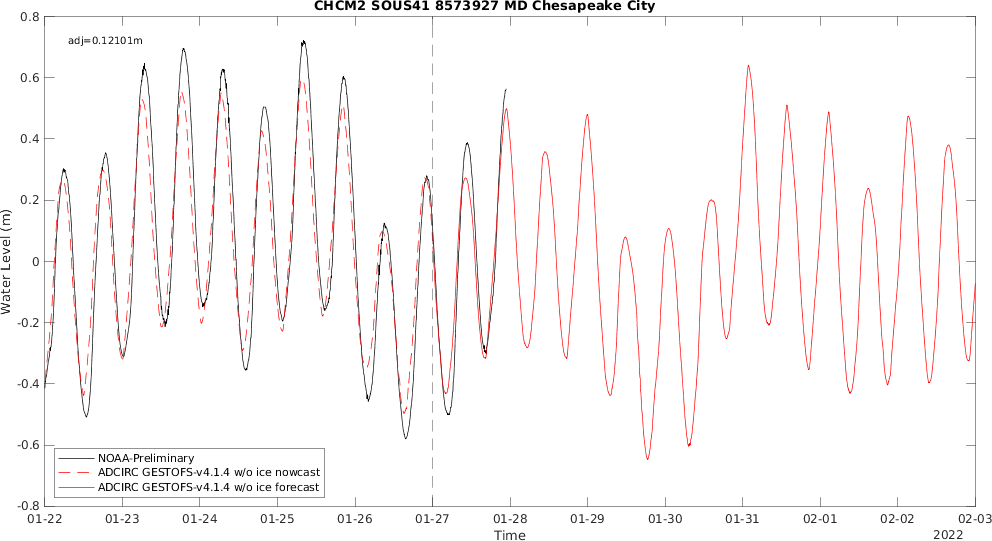 CHCM2 SOUS41 8573927 MD Chesapeake City
adj=0.12101m
0.8
0.6
0.4
0.2
0
-0.2
-0.4
-0.6
-0.8
Water Level (m)
NOAA-Preliminary
ADCIRC GESTOFS-v4.1.4 w/o ice nowcast
ADCIRC GESTOFS-v4.1.4 w/o ice forecast
01-22 01-23 01-24 01-25 01-26 01-27 01-28 01-29 01-30 01-31 02-01 02-02 02-03
Time
2022